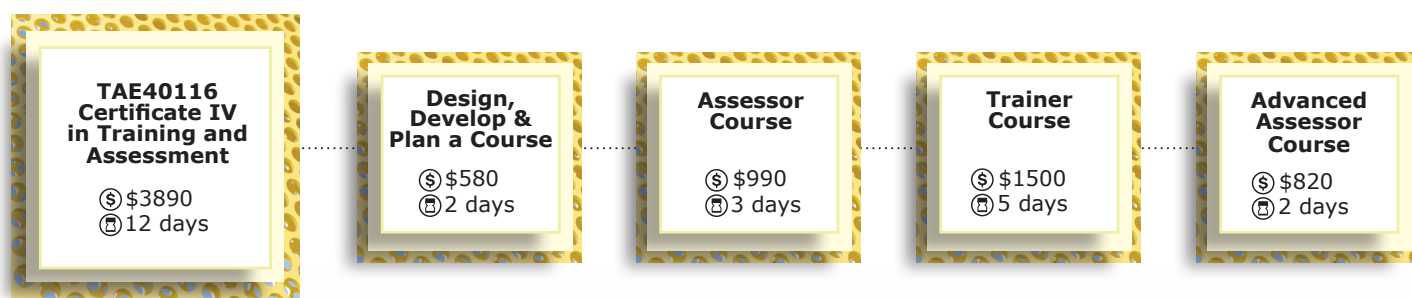 TAE40116
Certificate IV
in Training and
Assessment
$ $3890
12 days
Design,
Develop &
Plan a Course
$ $580
2 days
Assessor
Course
$ $990
3 days
Trainer
Course
$ $1500
5 days
Advanced
Assessor
Course
$ $820
2 days